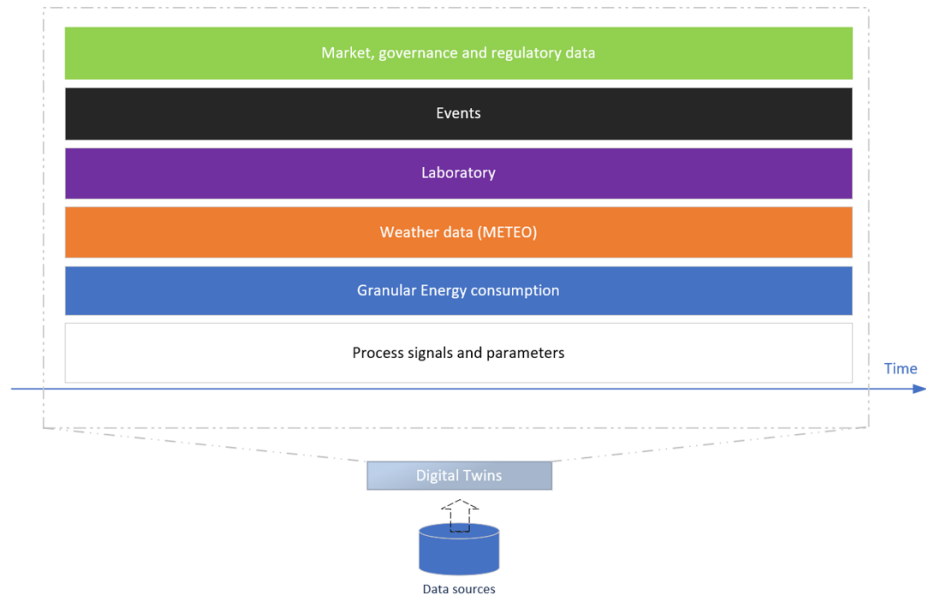 Market, governance and regulatory data
Events
Laboratory
Weather data (METEO)
Granular Energy consumption
Process signals and parameters
Time
Digital Twins
Data sources